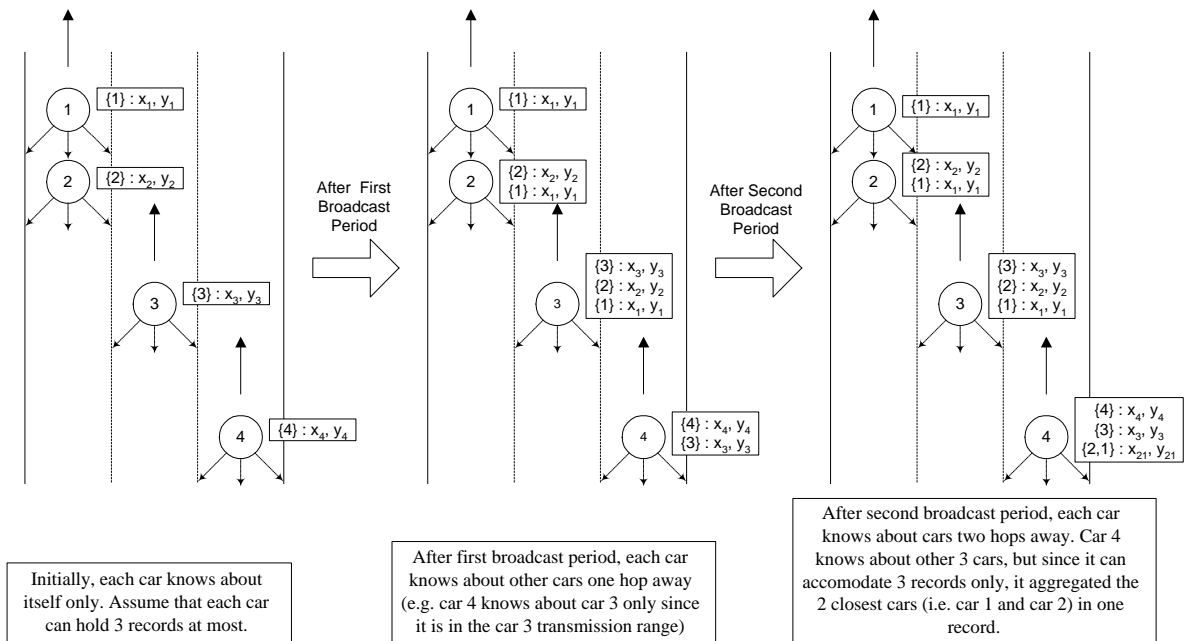 1
{1} : x₁, y₁
2
{2} : x₂, y₂
3
{3} : x₃, y₃
4
{4} : x₄, y₄
Initially, each car knows about
itself only. Assume that each car
can hold 3 records at most.
After First
Broadcast
Period
1
{1} : x₁, y₁
2
{2} : x₂, y₂
{1} : x₁, y₁
3
{3} : x₃, y₃
{2} : x₂, y₂
{1} : x₁, y₁
4
{4} : x₄, y₄
{3} : x₃, y₃
After first broadcast period, each car
knows about other cars one hop away
(e.g. car 4 knows about car 3 only since
it is in the car 3 transmission range)
After Second
Broadcast
Period
1
{1} : x₁, y₁
2
{2} : x₂, y₂
{1} : x₁, y₁
3
{3} : x₃, y₃
{2} : x₂, y₂
{1} : x₁, y₁
4
{4} : x₄, y₄
{3} : x₃, y₃
{2,1} : x₂₁, y₂₁
After second broadcast period, each car
knows about cars two hops away. Car 4
knows about other 3 cars, but since it can
accomodate 3 records only, it aggregated the
2 closest cars (i.e. car 1 and car 2) in one
record.